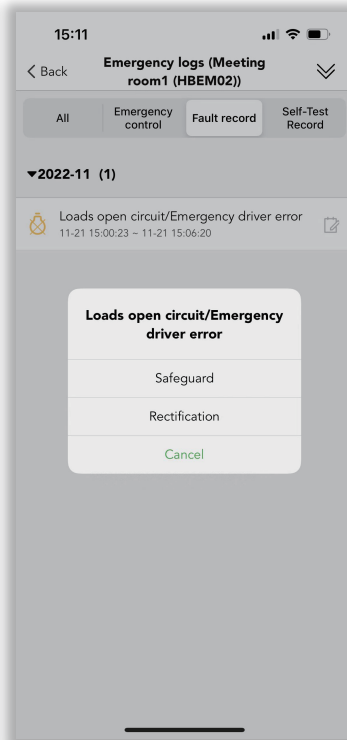 15:11
Back
Emergency logs (Meeting
room1 (HBEM02))
All
Emergency
control
Fault record
Self-Test
Record
▼2022-11 (1)
Loads open circuit/Emergency driver error
11-21 15:00:23 ~ 11-21 15:06:20
Loads open circuit/Emergency
driver error
Safeguard
Rectification
Cancel